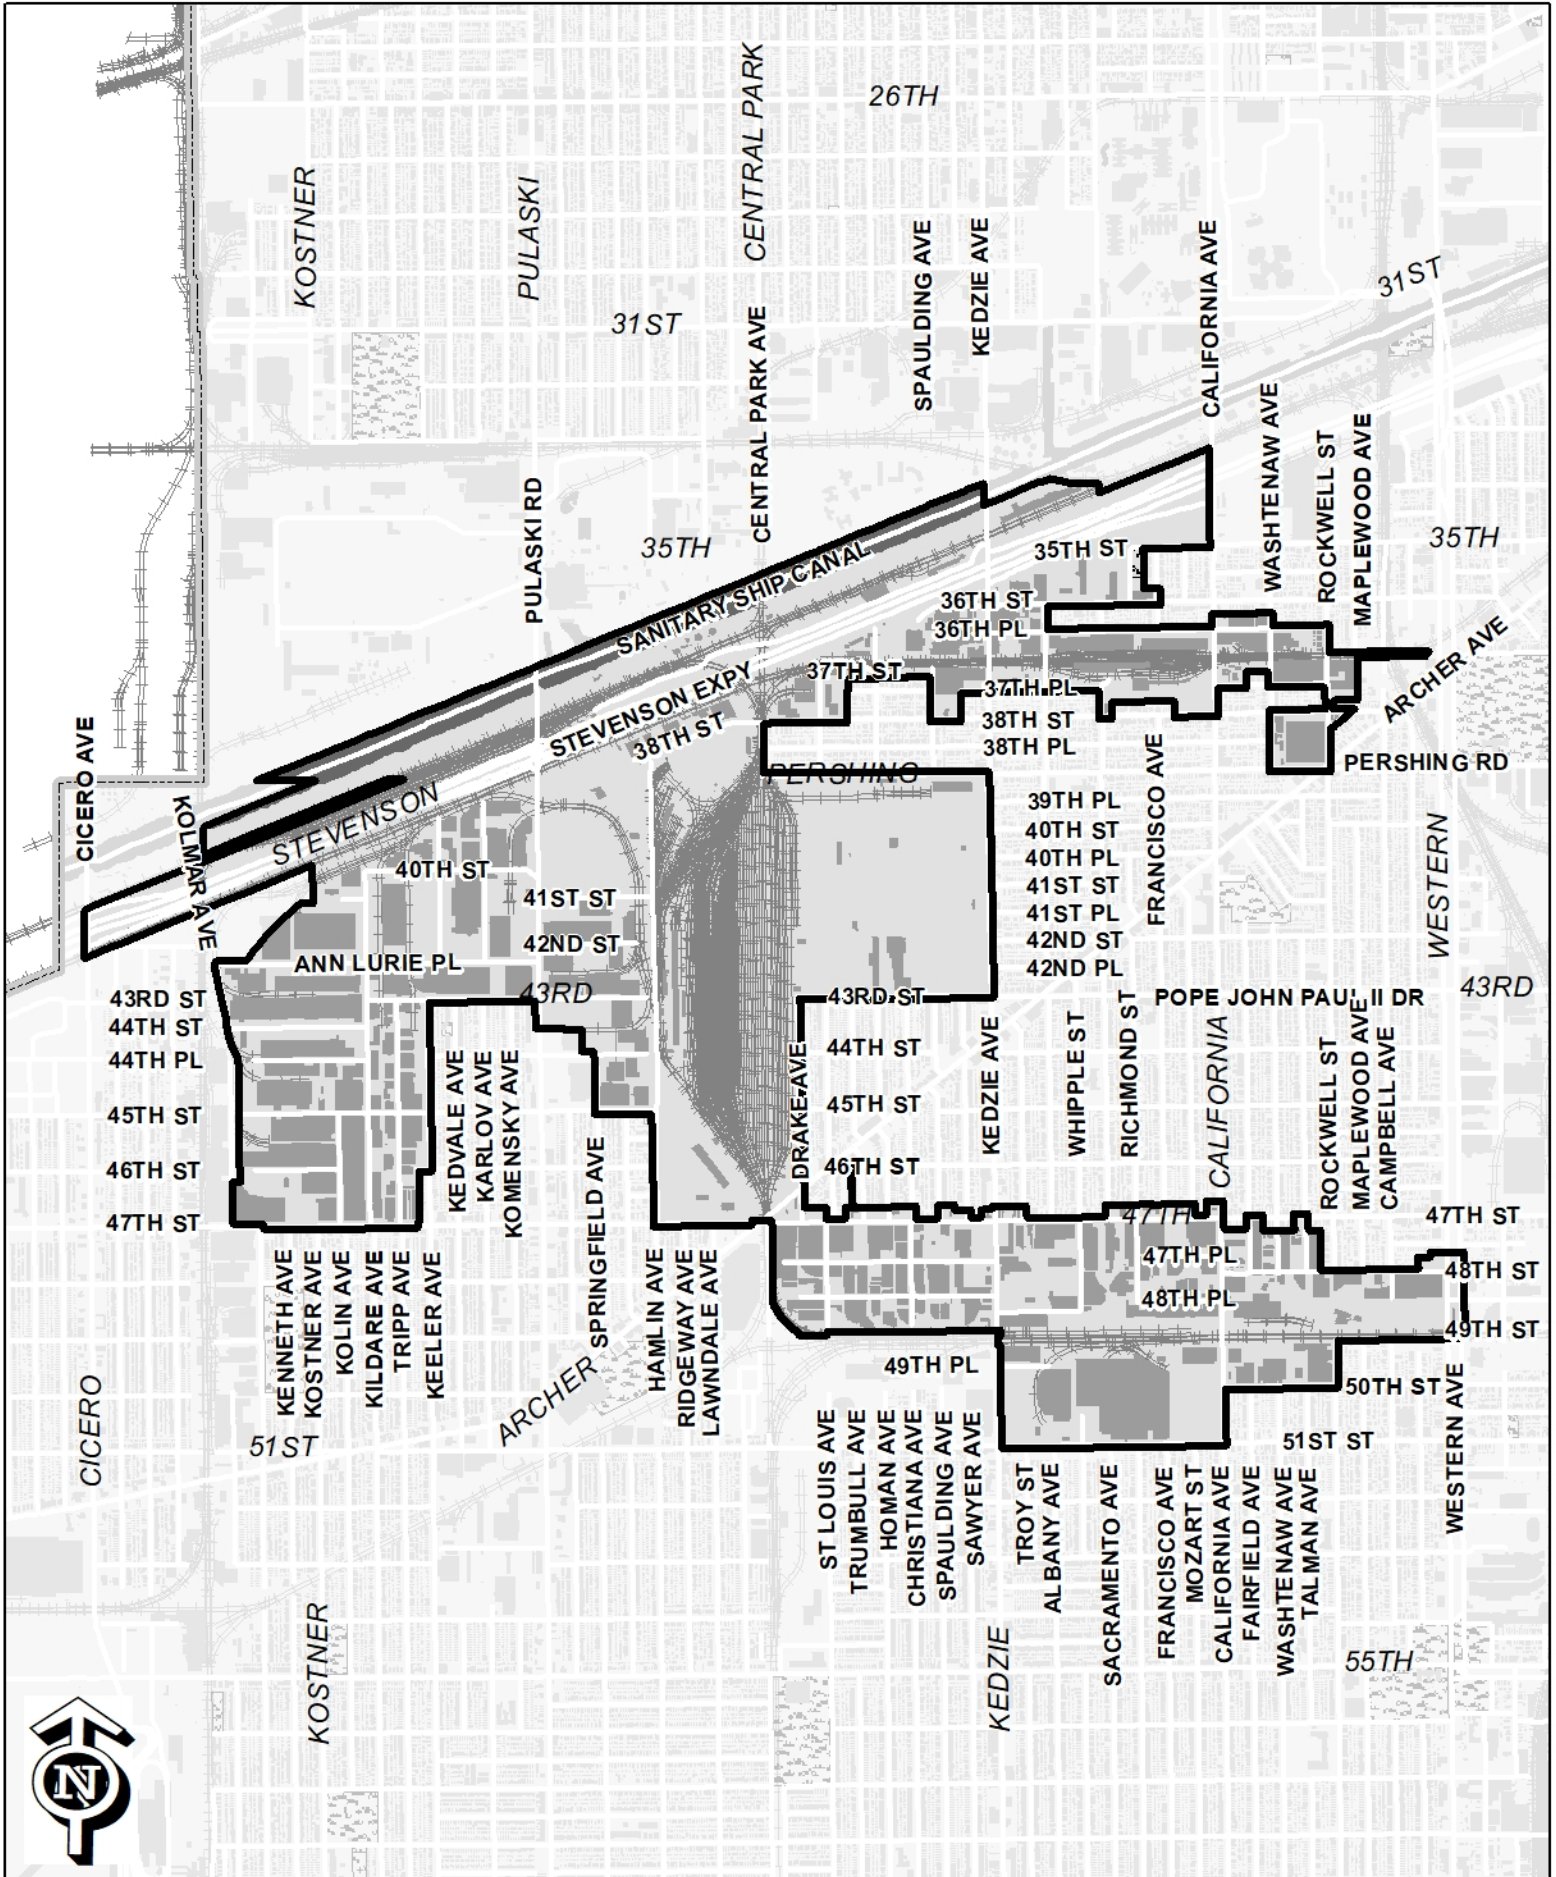 26TH
CENTRAL PARK
KOSTNER
PULASKI
SPAULDING AVE
KEDZIE AVE
CALIFORNIA AVE
31ST
31ST
CENTRAL PARK AVE
WASHTENAW AVE
ROCKWELL ST
MAPLEWOOD AVE
PULASKI RD
35TH
35TH ST
35TH
SANITARY SHIP CANAL
36TH ST
36TH PL
37TH ST
37TH PL
ARCHER AVE
STEVENSON EXPY
38TH ST
38TH ST
38TH PL
PERSHING
PERSHING RD
CICERO AVE
KOLMAR AVE
STEVENSON
FRANCISCO AVE
39TH PL
40TH ST
40TH PL
41ST ST
41ST PL
42ND ST
42ND PL
WESTERN
40TH ST
41ST ST
42ND ST
ANN LURIE PL
43RD
43RD ST
POPE JOHN PAUL II DR
43RD
43RD ST
44TH ST
44TH PL
45TH ST
46TH ST
47TH ST
KEDVALE AVE
KARLOV AVE
KOMENSKY AVE
SPRINGFIELD AVE
DRAKE AVE
44TH ST
45TH ST
46TH ST
KEDZIE AVE
WHIPPLE ST
RICHMOND ST
CALIFORNIA
ROCKWELL ST
MAPLEWOOD AVE
CAMPBELL AVE
47TH
47TH ST
47TH PL
48TH PL
48TH ST
49TH ST
KENNETH AVE
KOSTNER AVE
KOLIN AVE
KILDARE AVE
TRIPP AVE
KEELER AVE
HAMLIN AVE
RIDGEWAY AVE
LAWNDALE AVE
ARCHER
49TH PL
50TH ST
CICERO
51ST
51ST ST
WESTERN AVE
ST LOUIS AVE
TRUMBULL AVE
HOMAN AVE
CHRISTIANA AVE
SPAULDING AVE
SAWYER AVE
TROY ST
ALBANY AVE
SACRAMENTO AVE
FRANCISCO AVE
MOZART ST
CALIFORNIA AVE
FAIRFIELD AVE
WASHTENAW AVE
TALMAN AVE
KOSTNER
KEDZIE
55TH
N